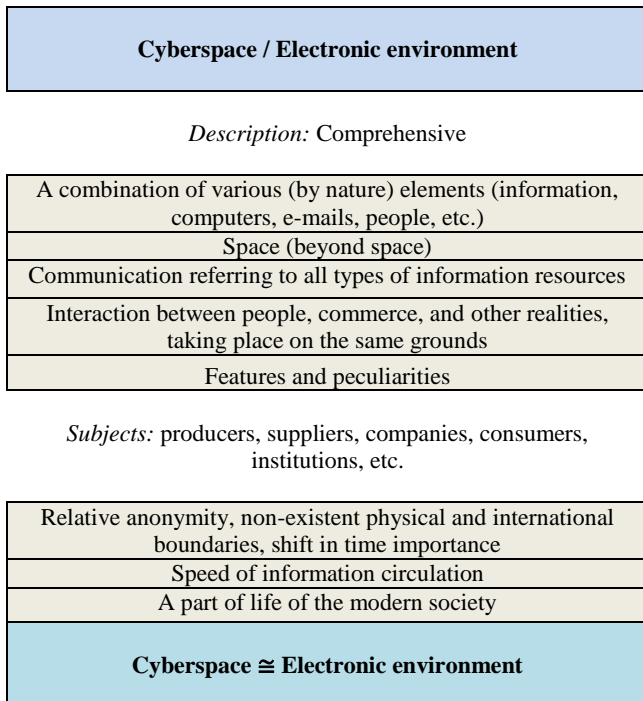 Cyberspace / Electronic environment
Description: Comprehensive
A combination of various (by nature) elements (information,
computers, e-mails, people, etc.)
Space (beyond space)
Communication referring to all types of information resources
Interaction between people, commerce, and other realities,
taking place on the same grounds
Features and peculiarities
Subjects: producers, suppliers, companies, consumers,
institutions, etc.
Relative anonymity, non-existent physical and international
boundaries, shift in time importance
Speed of information circulation
A part of life of the modern society
Cyberspace ≅ Electronic environment